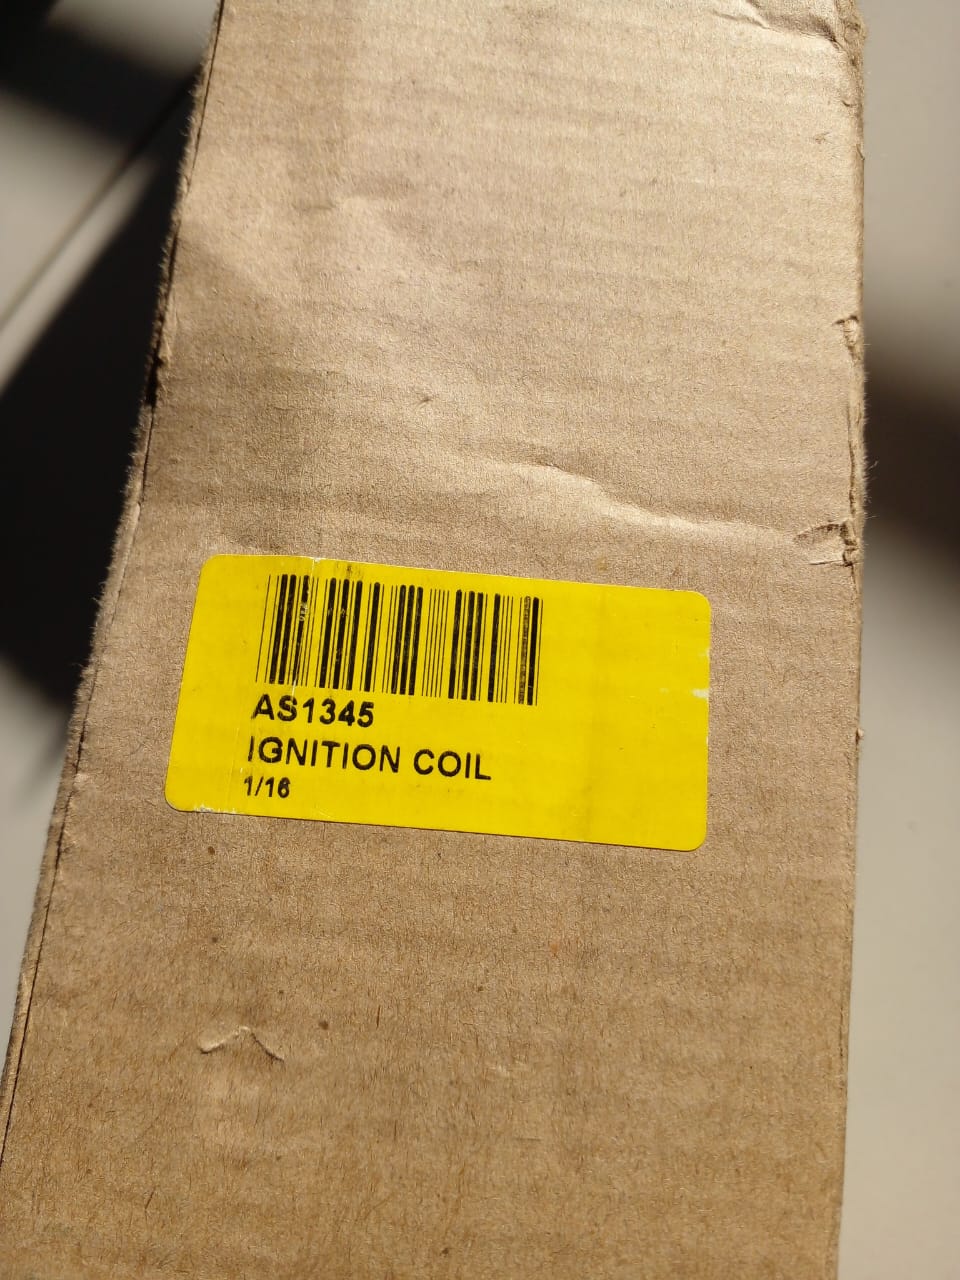 AS1345
IGNITION COIL
1/16